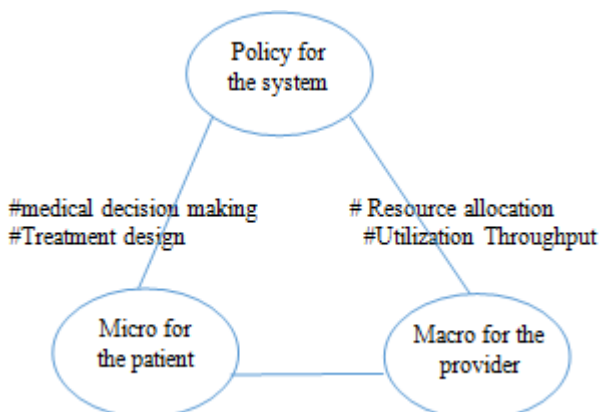 Policy for
the system
#medical decision making
#Treatment design
# Resource allocation
#Utilization Throughput
Micro for
the patient
Macro for the
provider